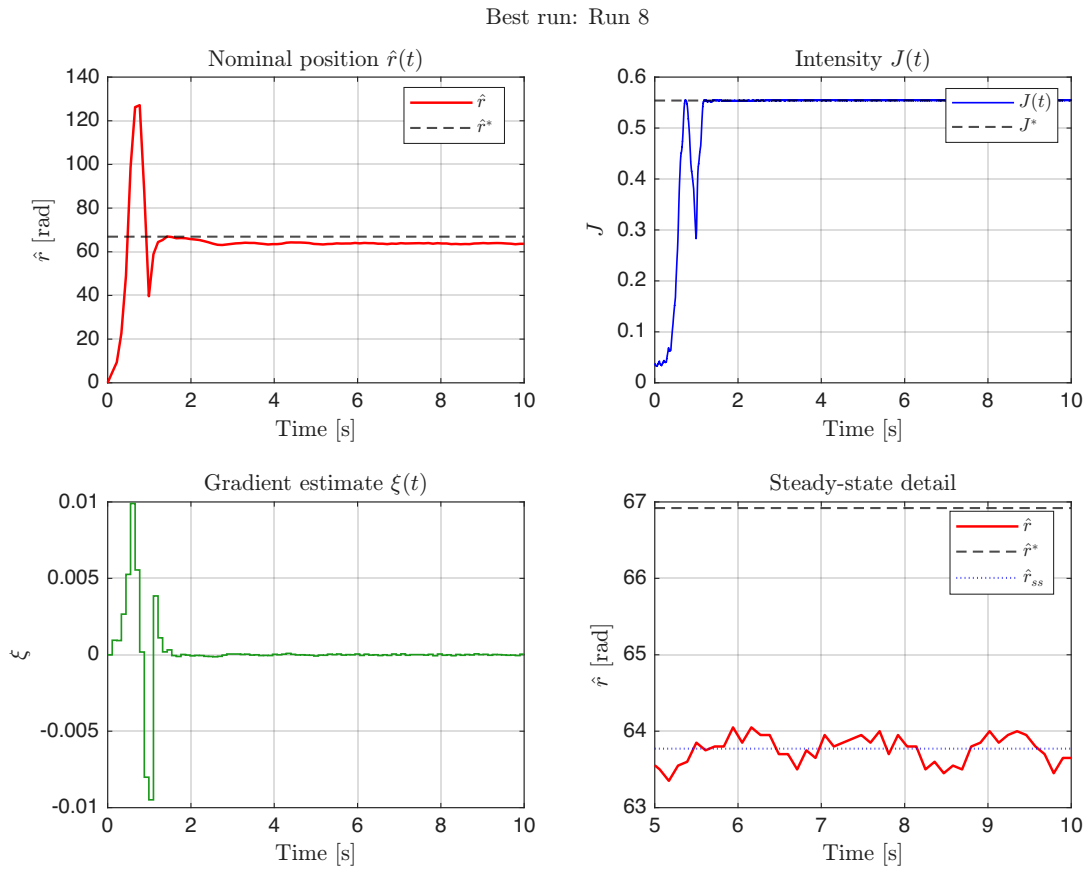 Best run: Run 8
Nominal position r̂(t)
140
120
100
80
60
40
20
0
r̂ [rad]
0 2 4 6 8 10
Time [s]
r̂
r̂*
Intensity J(t)
0.6
0.5
0.4
0.3
0.2
0.1
0
J
0 2 4 6 8 10
Time [s]
J(t)
J*
Gradient estimate ξ(t)
0.01
0.005
0
-0.005
-0.01
ξ
0 2 4 6 8 10
Time [s]
Steady-state detail
67
66
65
64
63
r̂ [rad]
5 6 7 8 9 10
Time [s]
r̂
r̂*
r̂ss